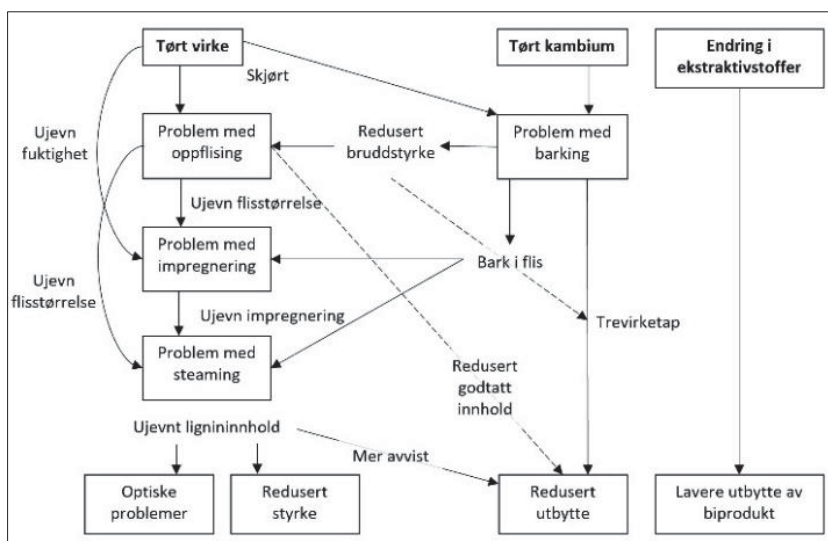 Tørt virke
Tørt kambium
Endring i
ekstraktivstoffer
Skjørt
Ujevn
fuktighet
Problem med
oppflising
Redusert
bruddstyrke
Problem med
barking
Ujevn flisstørrelse
Problem med
impregnering
Bark i flis
Ujevn
flisstørrelse
Ujevn impregnering
Trevirketap
Problem med
steaming
Redusert
godtatt
innhold
Ujevnt lignininnhold
Mer avvist
Optiske
problemer
Redusert
styrke
Redusert
utbytte
Lavere utbytte av
biprodukt